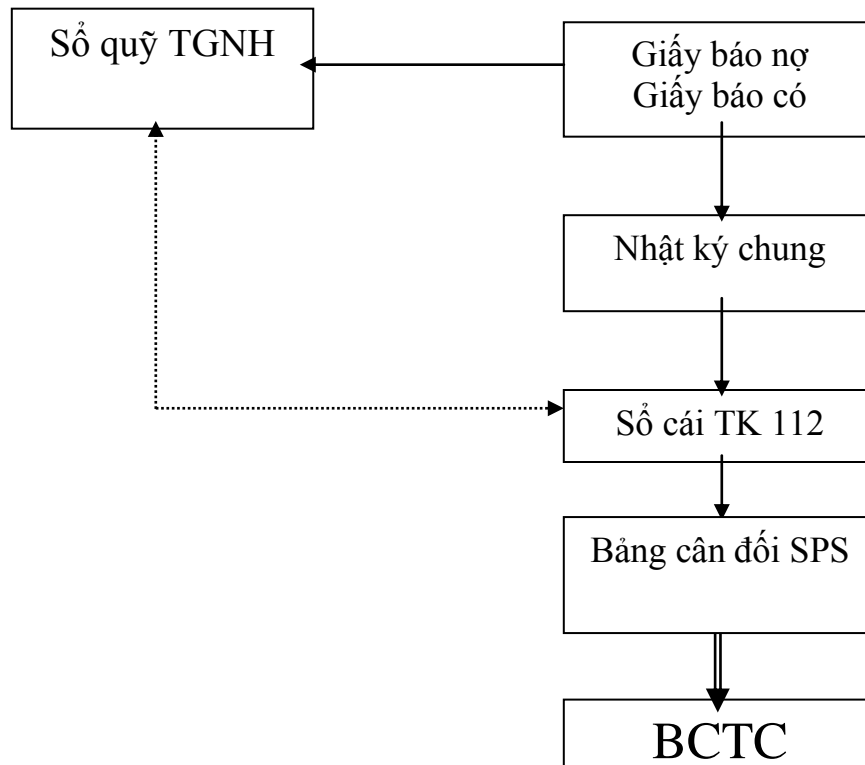 Sổ quỹ TGNH
Giấy báo nợ
Giấy báo có
Nhật ký chung
Sổ cái TK 112
Bảng cân đối SPS
BCTC